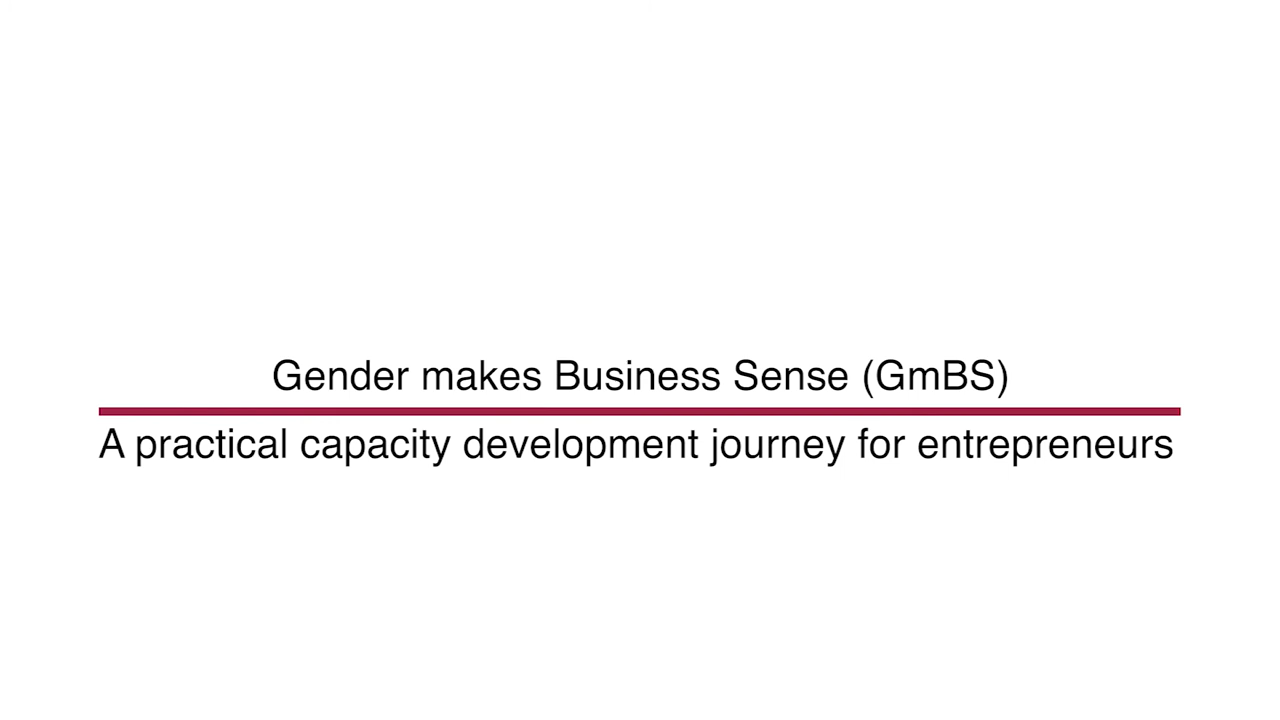 Gender makes Business Sense (GmBS)
A practical capacity development journey for entrepreneurs